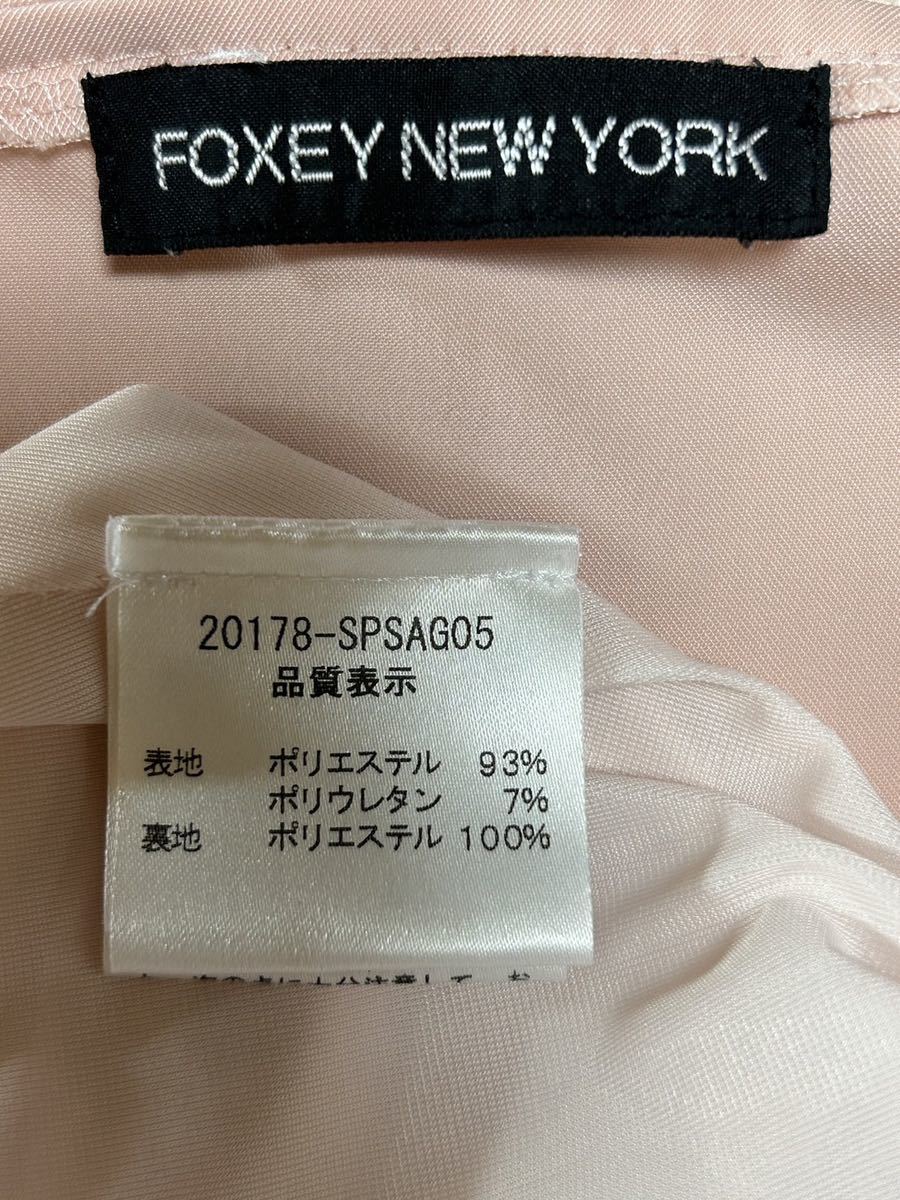 FOXEY NEW YORK
20178-SPSAG05
品質表示
表地 ポリエステル 93%
ポリウレタン 7%
裏地 ポリエステル 100%